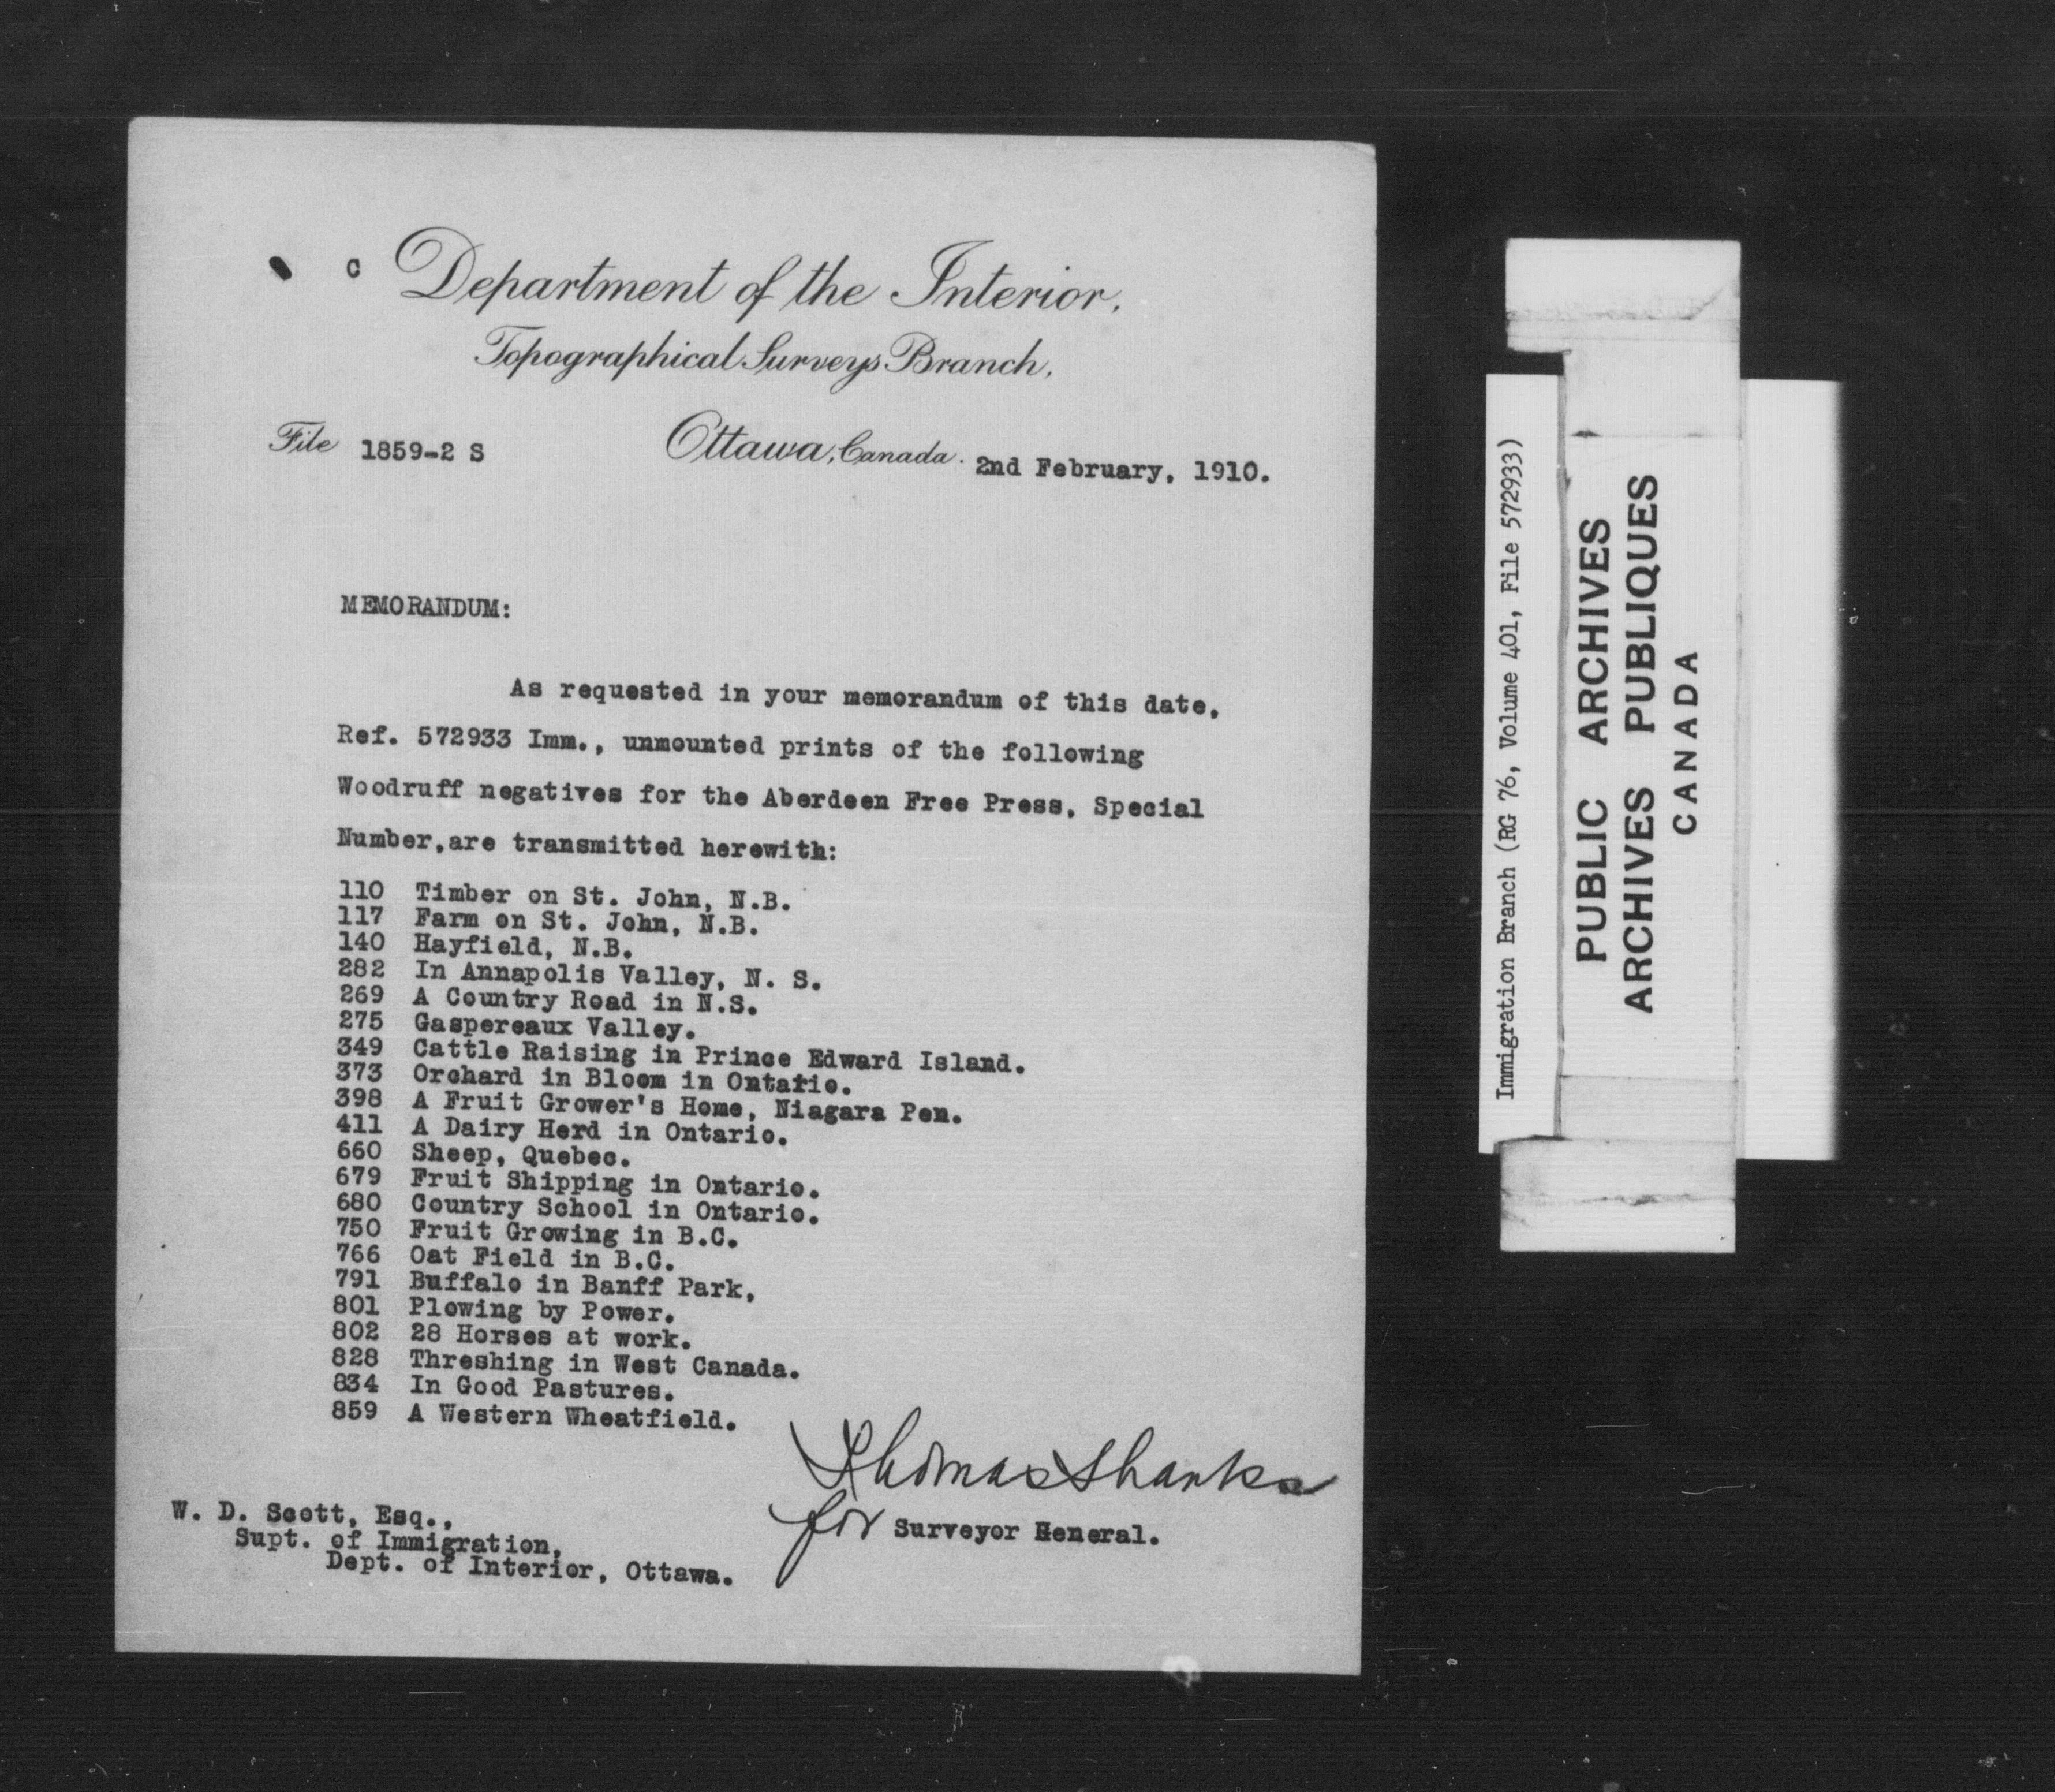 C Department of the Interior,
Topographical Surveys Branch,
File 1859-2 S Ottawa, Canada. 2nd February, 1910.
MEMORANDUM:
As requested in your memorandum of this date,
Ref. 572933 Imm., unmounted prints of the following
Woodruff negatives for the Aberdeen Free Press, Special
Number,are transmitted herewith:
110 Timber on St. John, N.B.
117 Farm on St. John, N.B.
140 Hayfield, N.B.
282 In Annapolis Valley, N. S.
269 A Country Road in N.S.
275 Gaspereaux Valley.
349 Cattle Raising in Prince Edward Island.
373 Orchard in Bloom in Ontario.
398 A Fruit Grower's Home, Niagara Pen.
411 A Dairy Herd in Ontario.
660 Sheep, Quebec.
679 Fruit Shipping in Ontario.
680 Country School in Ontario.
750 Fruit Growing in B.C.
766 Oat Field in B.C.
791 Buffalo in Banff Park,
801 Plowing by Power.
802 28 Horses at work.
828 Threshing in West Canada.
834 In Good Pastures.
859 A Western Wheatfield.
Thomas Shanks
for Surveyor General.
W. D. Scott, Esq.,
Supt. of Immigration,
Dept. of Interior, Ottawa.
Immigration Branch (RG 76, Volume 401, File 572933)
PUBLIC ARCHIVES
ARCHIVES PUBLIQUES
CANADA